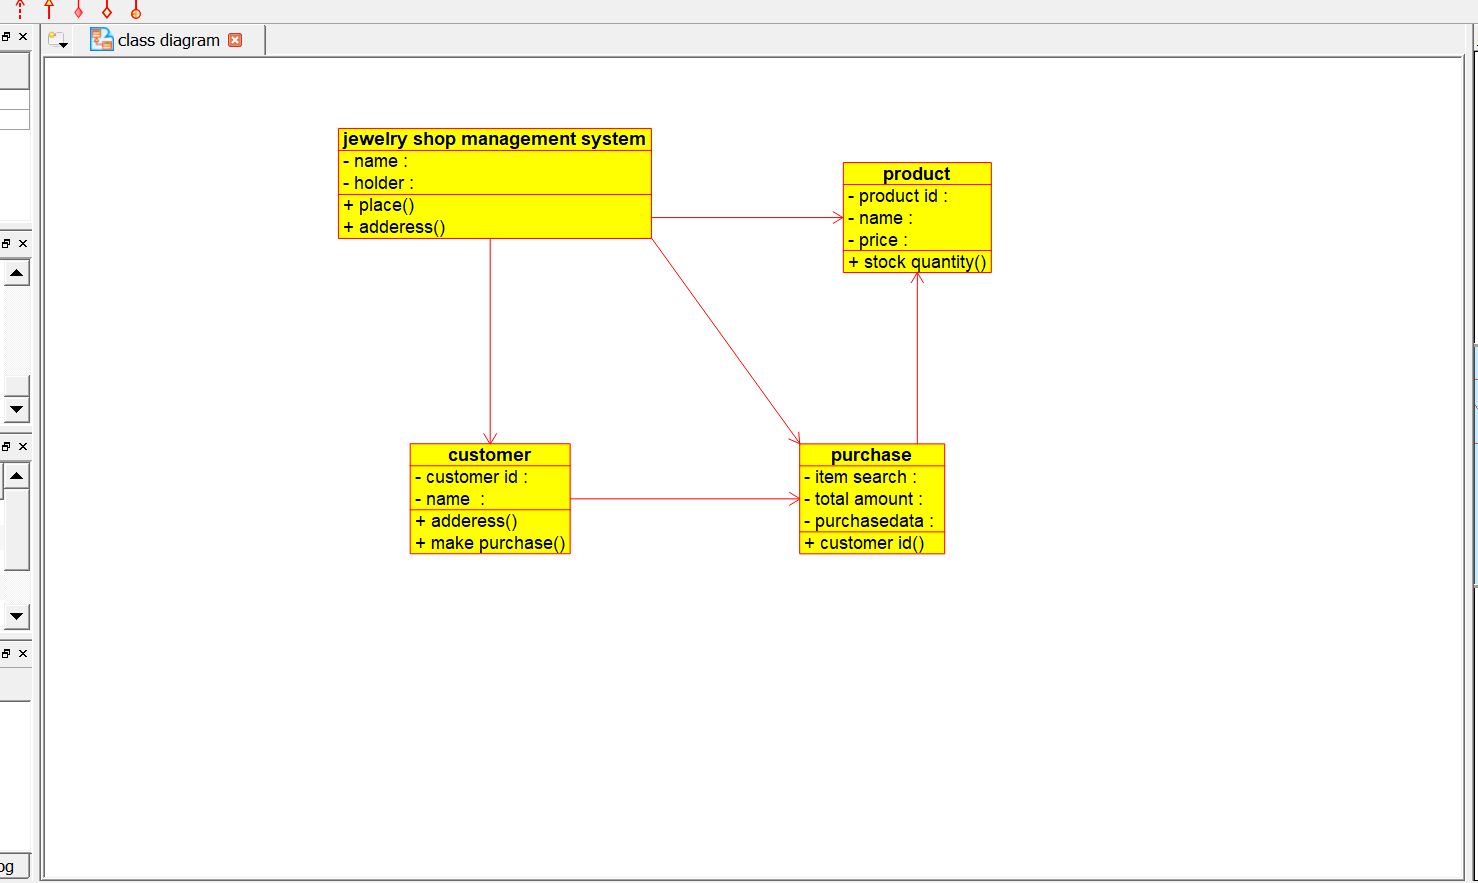 class diagram
jewelry shop management system
- name :
- holder :
+ place()
+ adderess()
product
- product id :
- name :
- price :
+ stock quantity()
customer
- customer id :
- name  :
+ adderess()
+ make purchase()
purchase
- item search :
- total amount :
- purchasedata :
+ customer id()
og